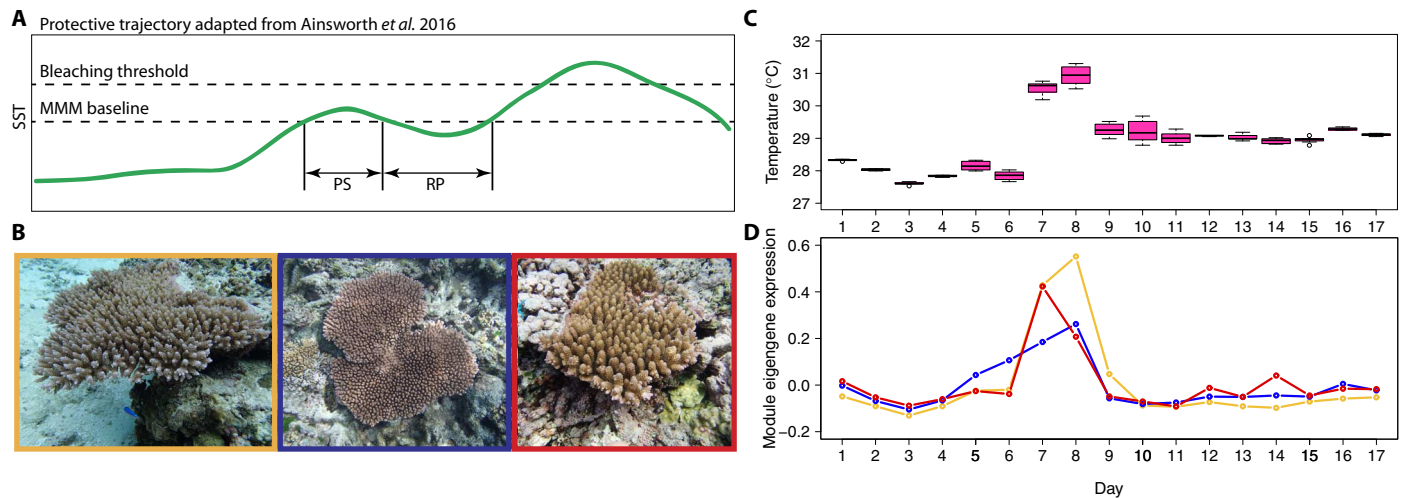 A
Protective trajectory adapted from Ainsworth et al. 2016
Bleaching threshold
MMM baseline
SST
PS
RP
B
C
Temperature (°C)
32
31
30
29
28
27
1 2 3 4 5 6 7 8 9 10 11 12 13 14 15 16 17
D
Module eigengene expression
0.6
0.4
0.2
0.0
−0.2
1 2 3 4 5 6 7 8 9 10 11 12 13 14 15 16 17
Day